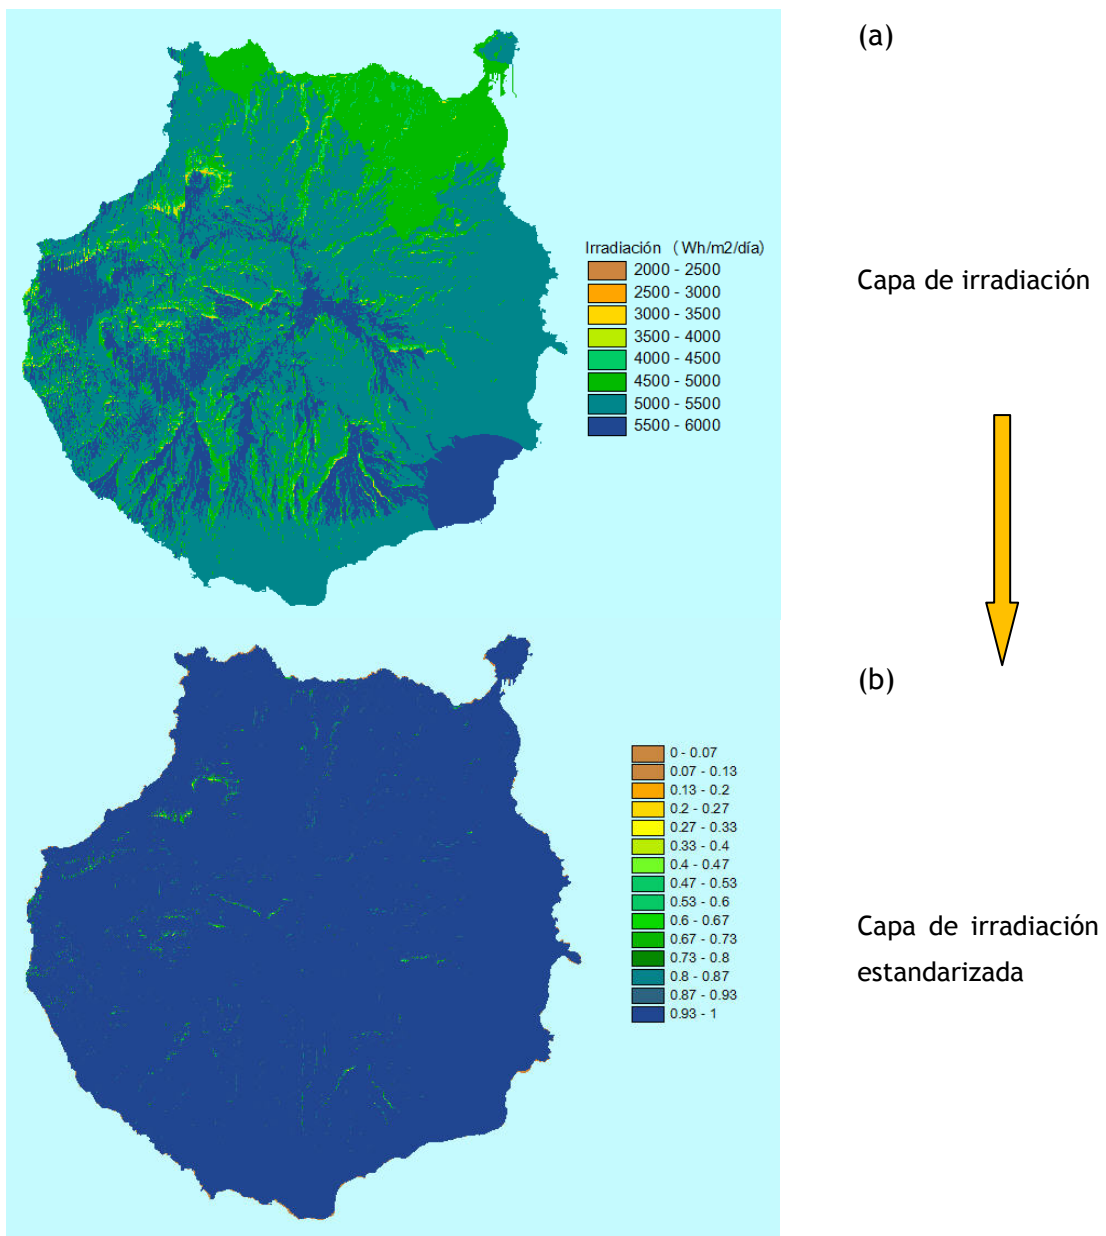 (a)
Irradiación (Wh/m2/día)
2000 - 2500
2500 - 3000
3000 - 3500
3500 - 4000
4000 - 4500
4500 - 5000
5000 - 5500
5500 - 6000
Capa de irradiación
(b)
0 - 0.07
0.07 - 0.13
0.13 - 0.2
0.2 - 0.27
0.27 - 0.33
0.33 - 0.4
0.4 - 0.47
0.47 - 0.53
0.53 - 0.6
0.6 - 0.67
0.67 - 0.73
0.73 - 0.8
0.8 - 0.87
0.87 - 0.93
0.93 - 1
Capa de irradiación
estandarizada